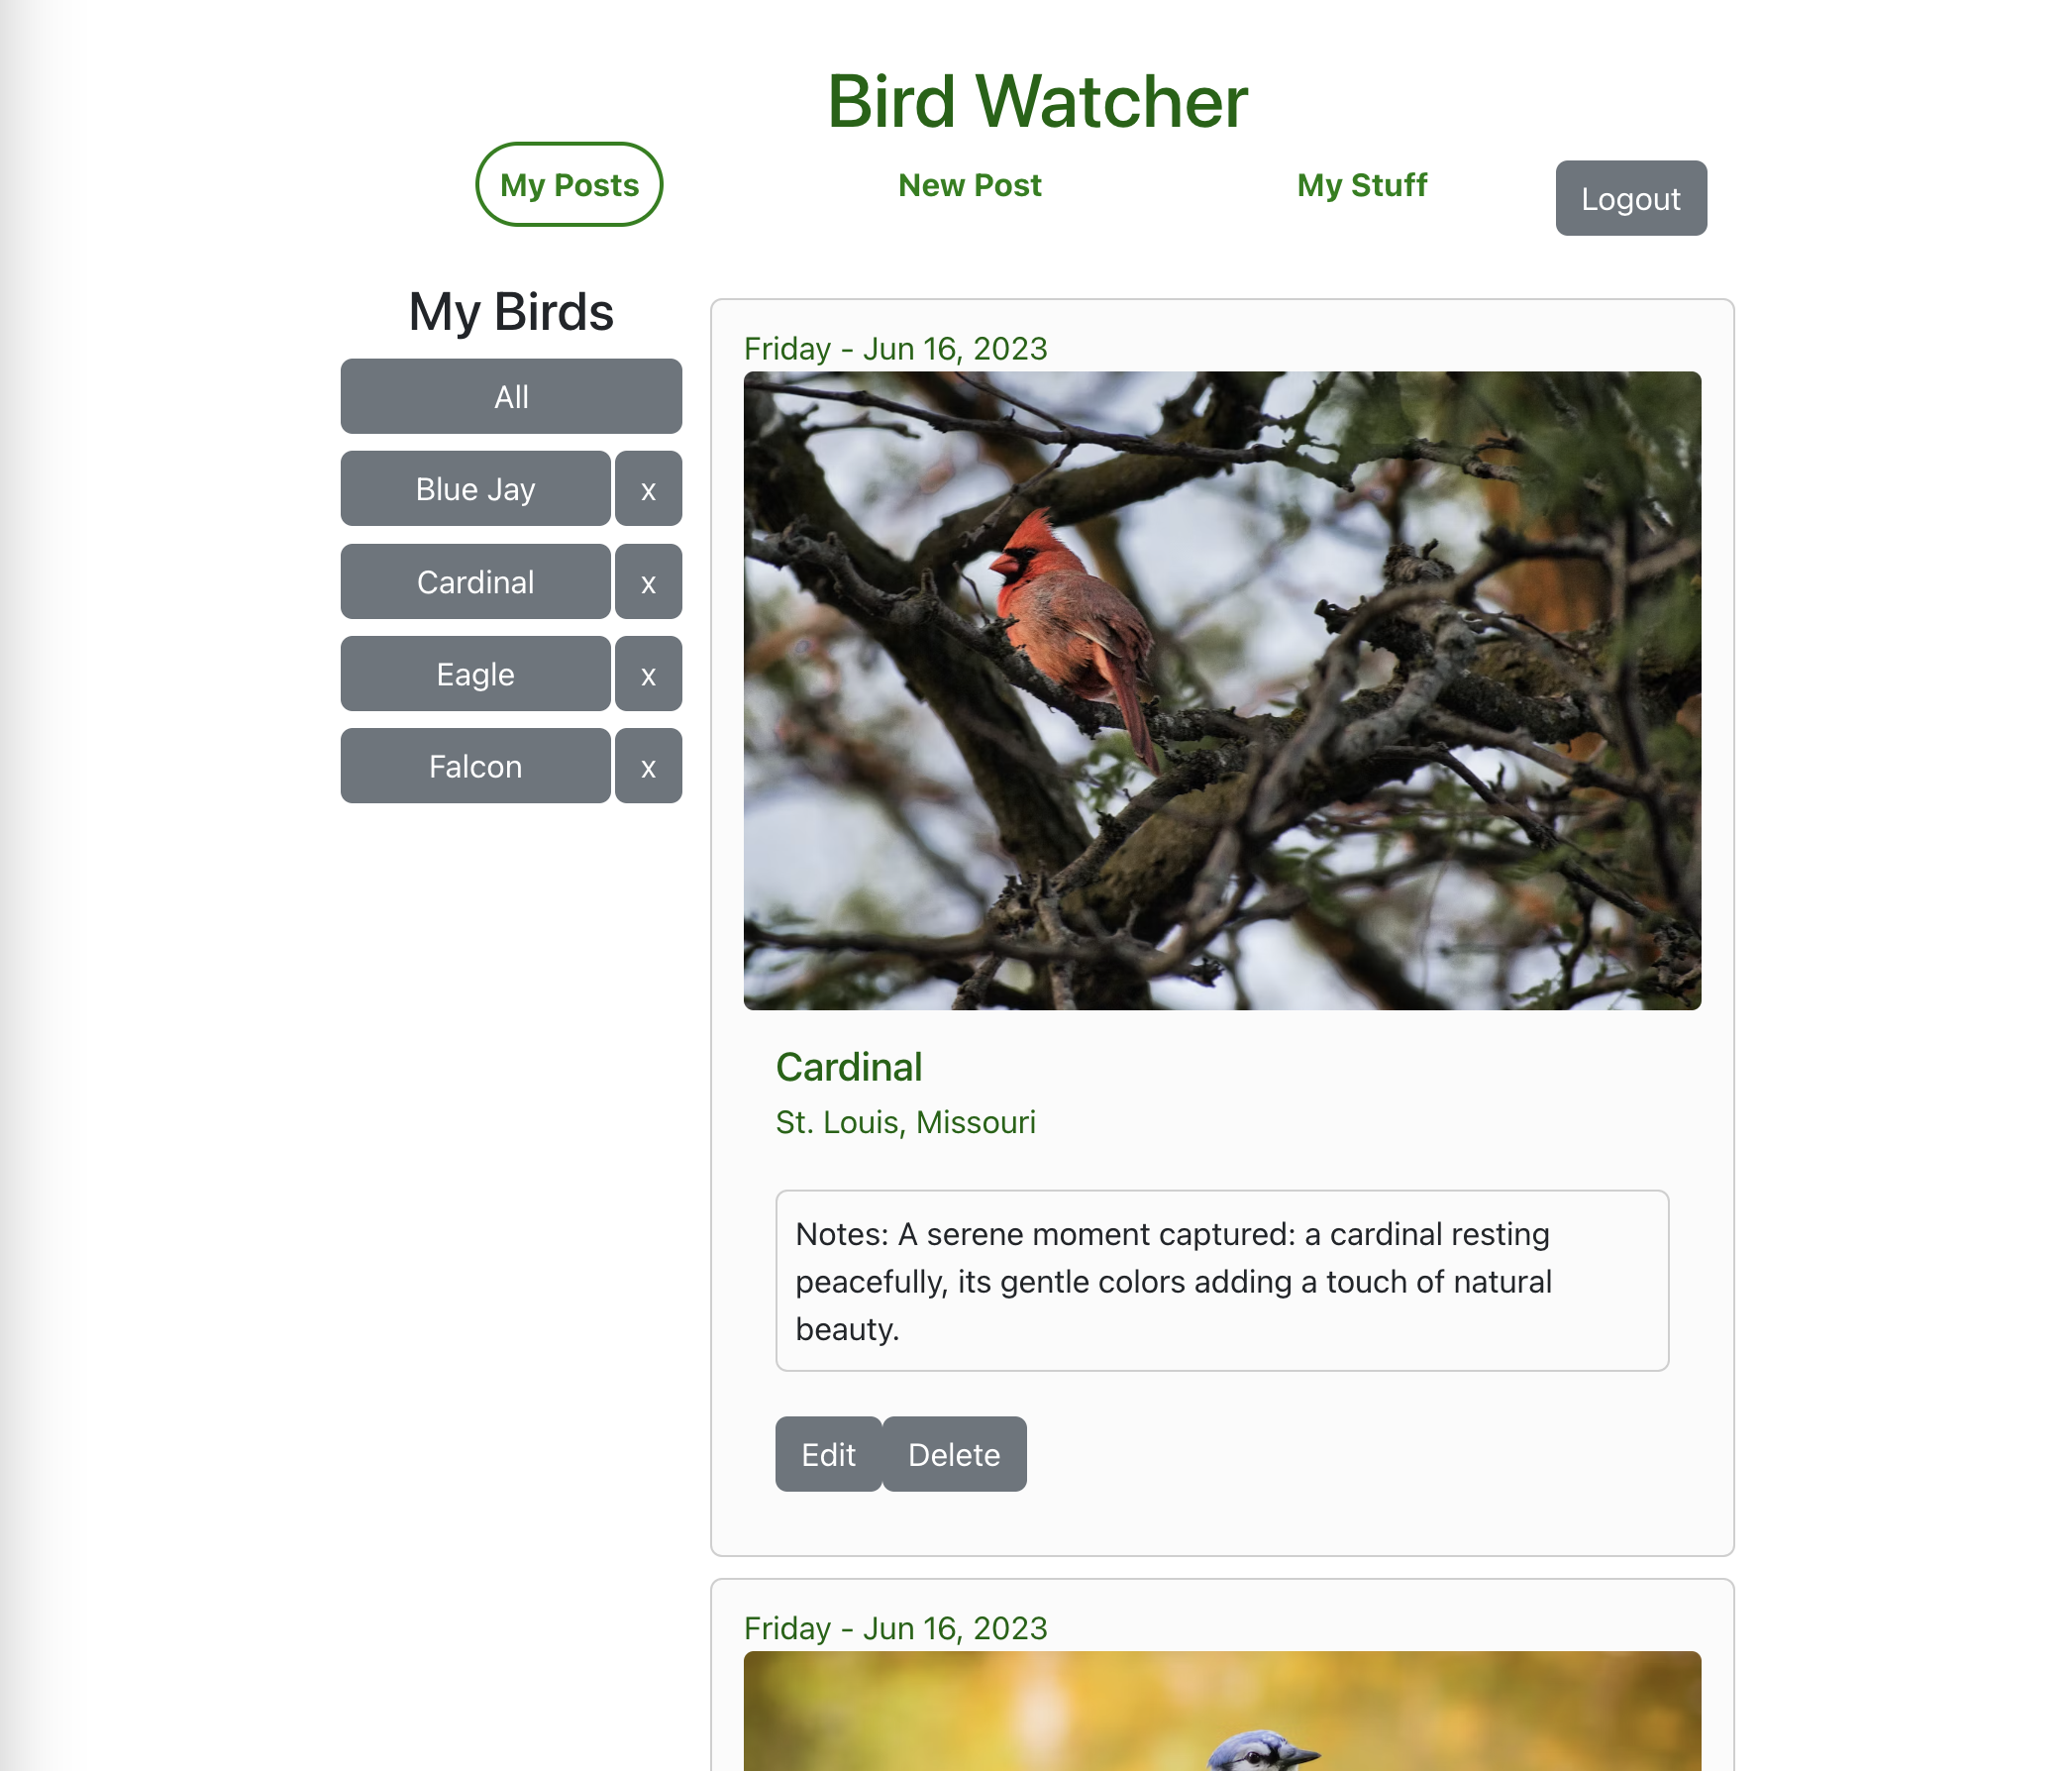 Bird Watcher
My Posts
New Post
My Stuff
Logout
My Birds
All
Blue Jay
x
Cardinal
x
Eagle
x
Falcon
x
Friday - Jun 16, 2023
Cardinal
St. Louis, Missouri
Notes: A serene moment captured: a cardinal resting
peacefully, its gentle colors adding a touch of natural
beauty.
Edit
Delete
Friday - Jun 16, 2023